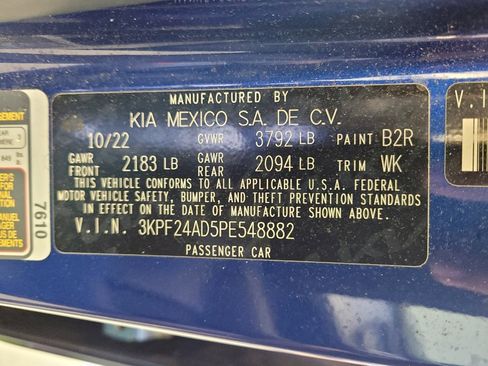 MANUFACTURED BY
KIA MEXICO S.A. DE C.V.
10/22 GVWR 3792 LB PAINT B2R
GAWR FRONT 2183 LB GAWR REAR 2094 LB TRIM WK
THIS VEHICLE CONFORMS TO ALL APPLICABLE U.S.A. FEDERAL
MOTOR VEHICLE SAFETY, BUMPER, AND THEFT PREVENTION STANDARDS
IN EFFECT ON THE DATE OF MANUFACTURE SHOWN ABOVE.
V.I.N. 3KPF24AD5PE548882
PASSENGER CAR
7610
V.I